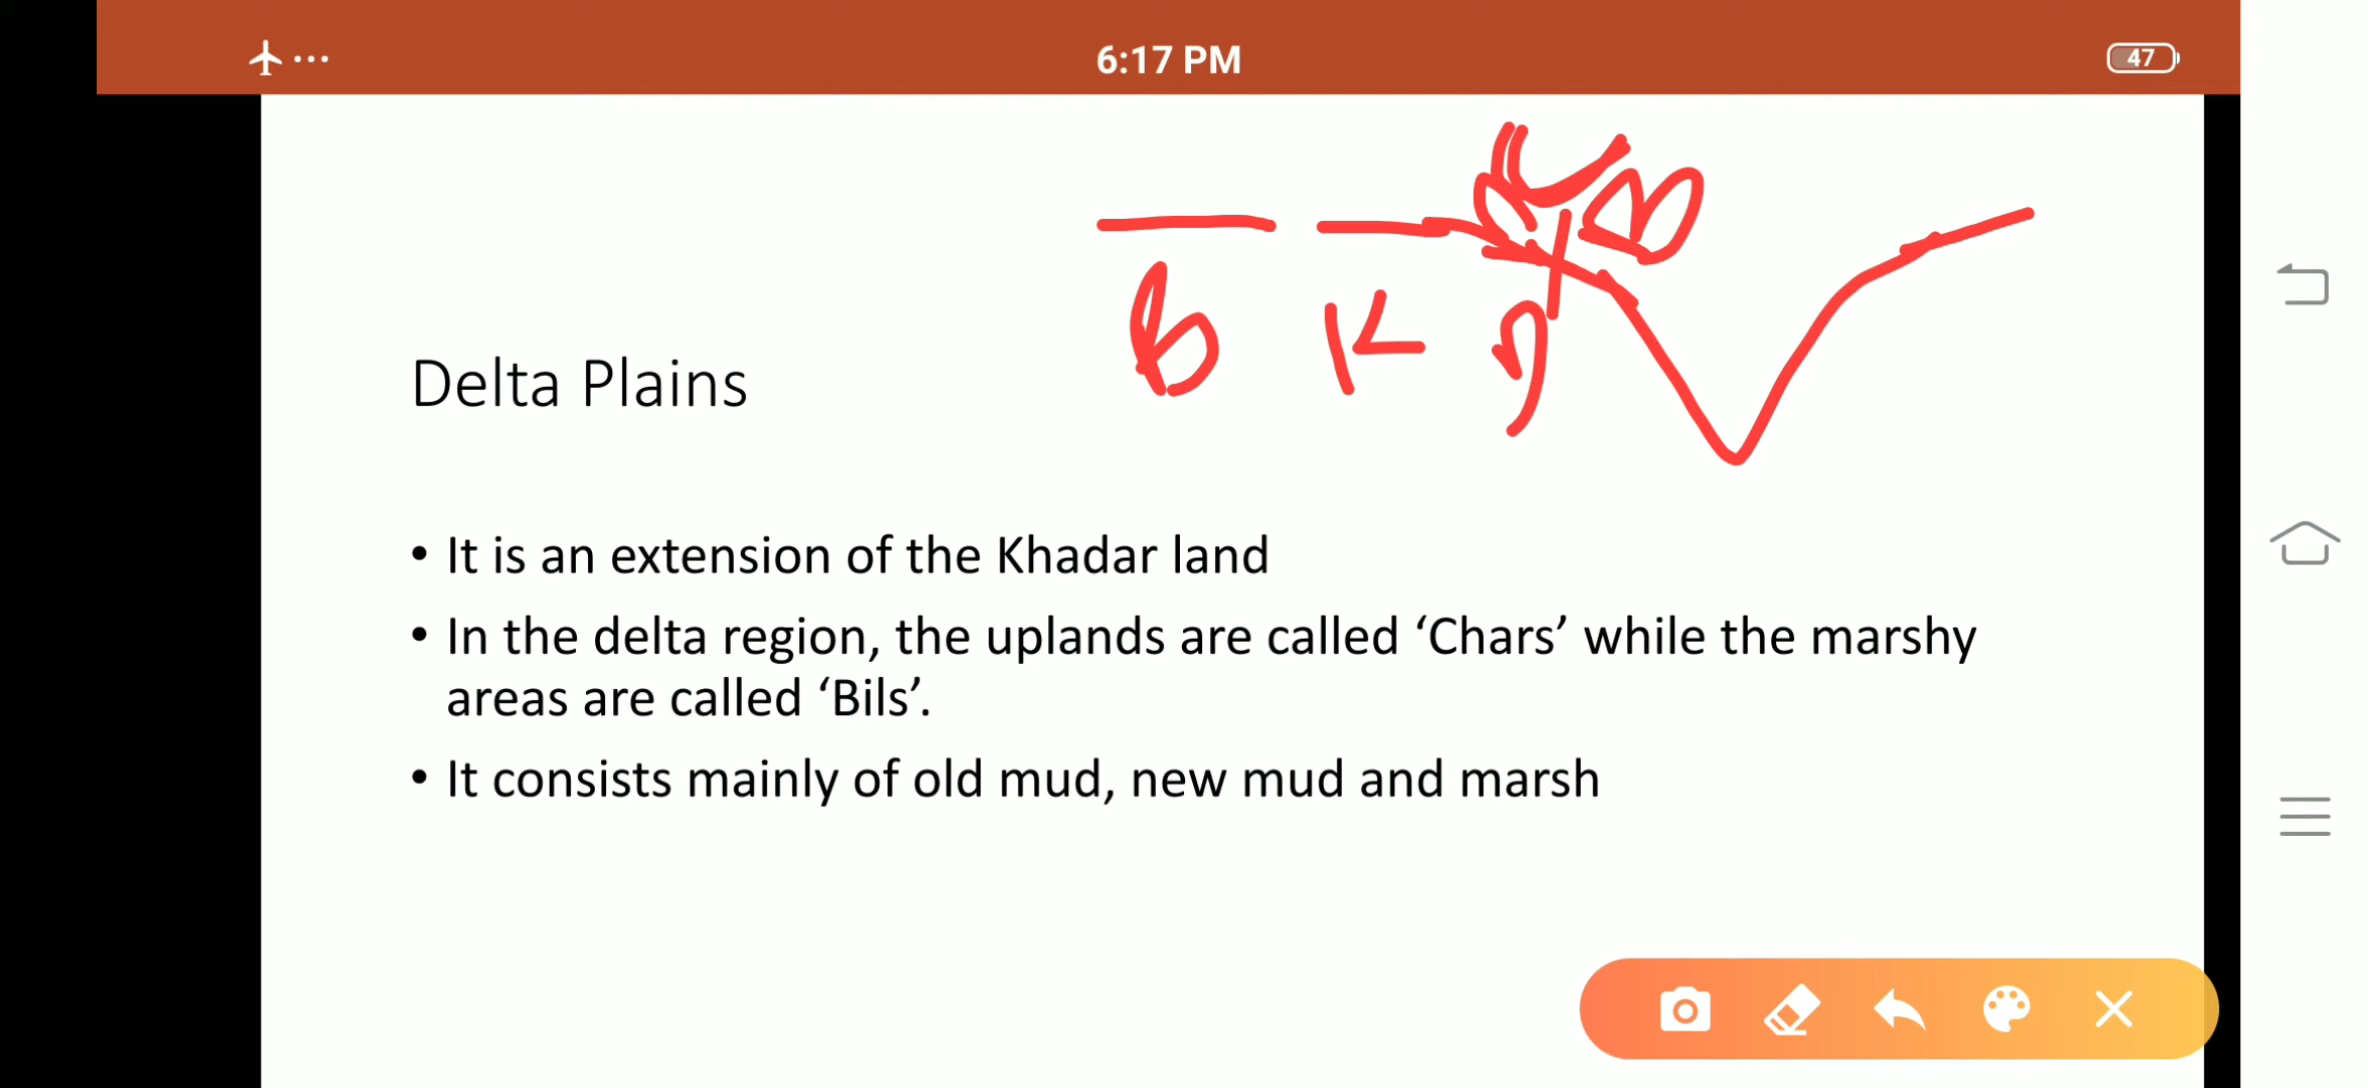 6:17 PM
47
B K D
C B
Delta Plains
• It is an extension of the Khadar land
• In the delta region, the uplands are called ‘Chars’ while the marshy
areas are called ‘Bils’.
• It consists mainly of old mud, new mud and marsh